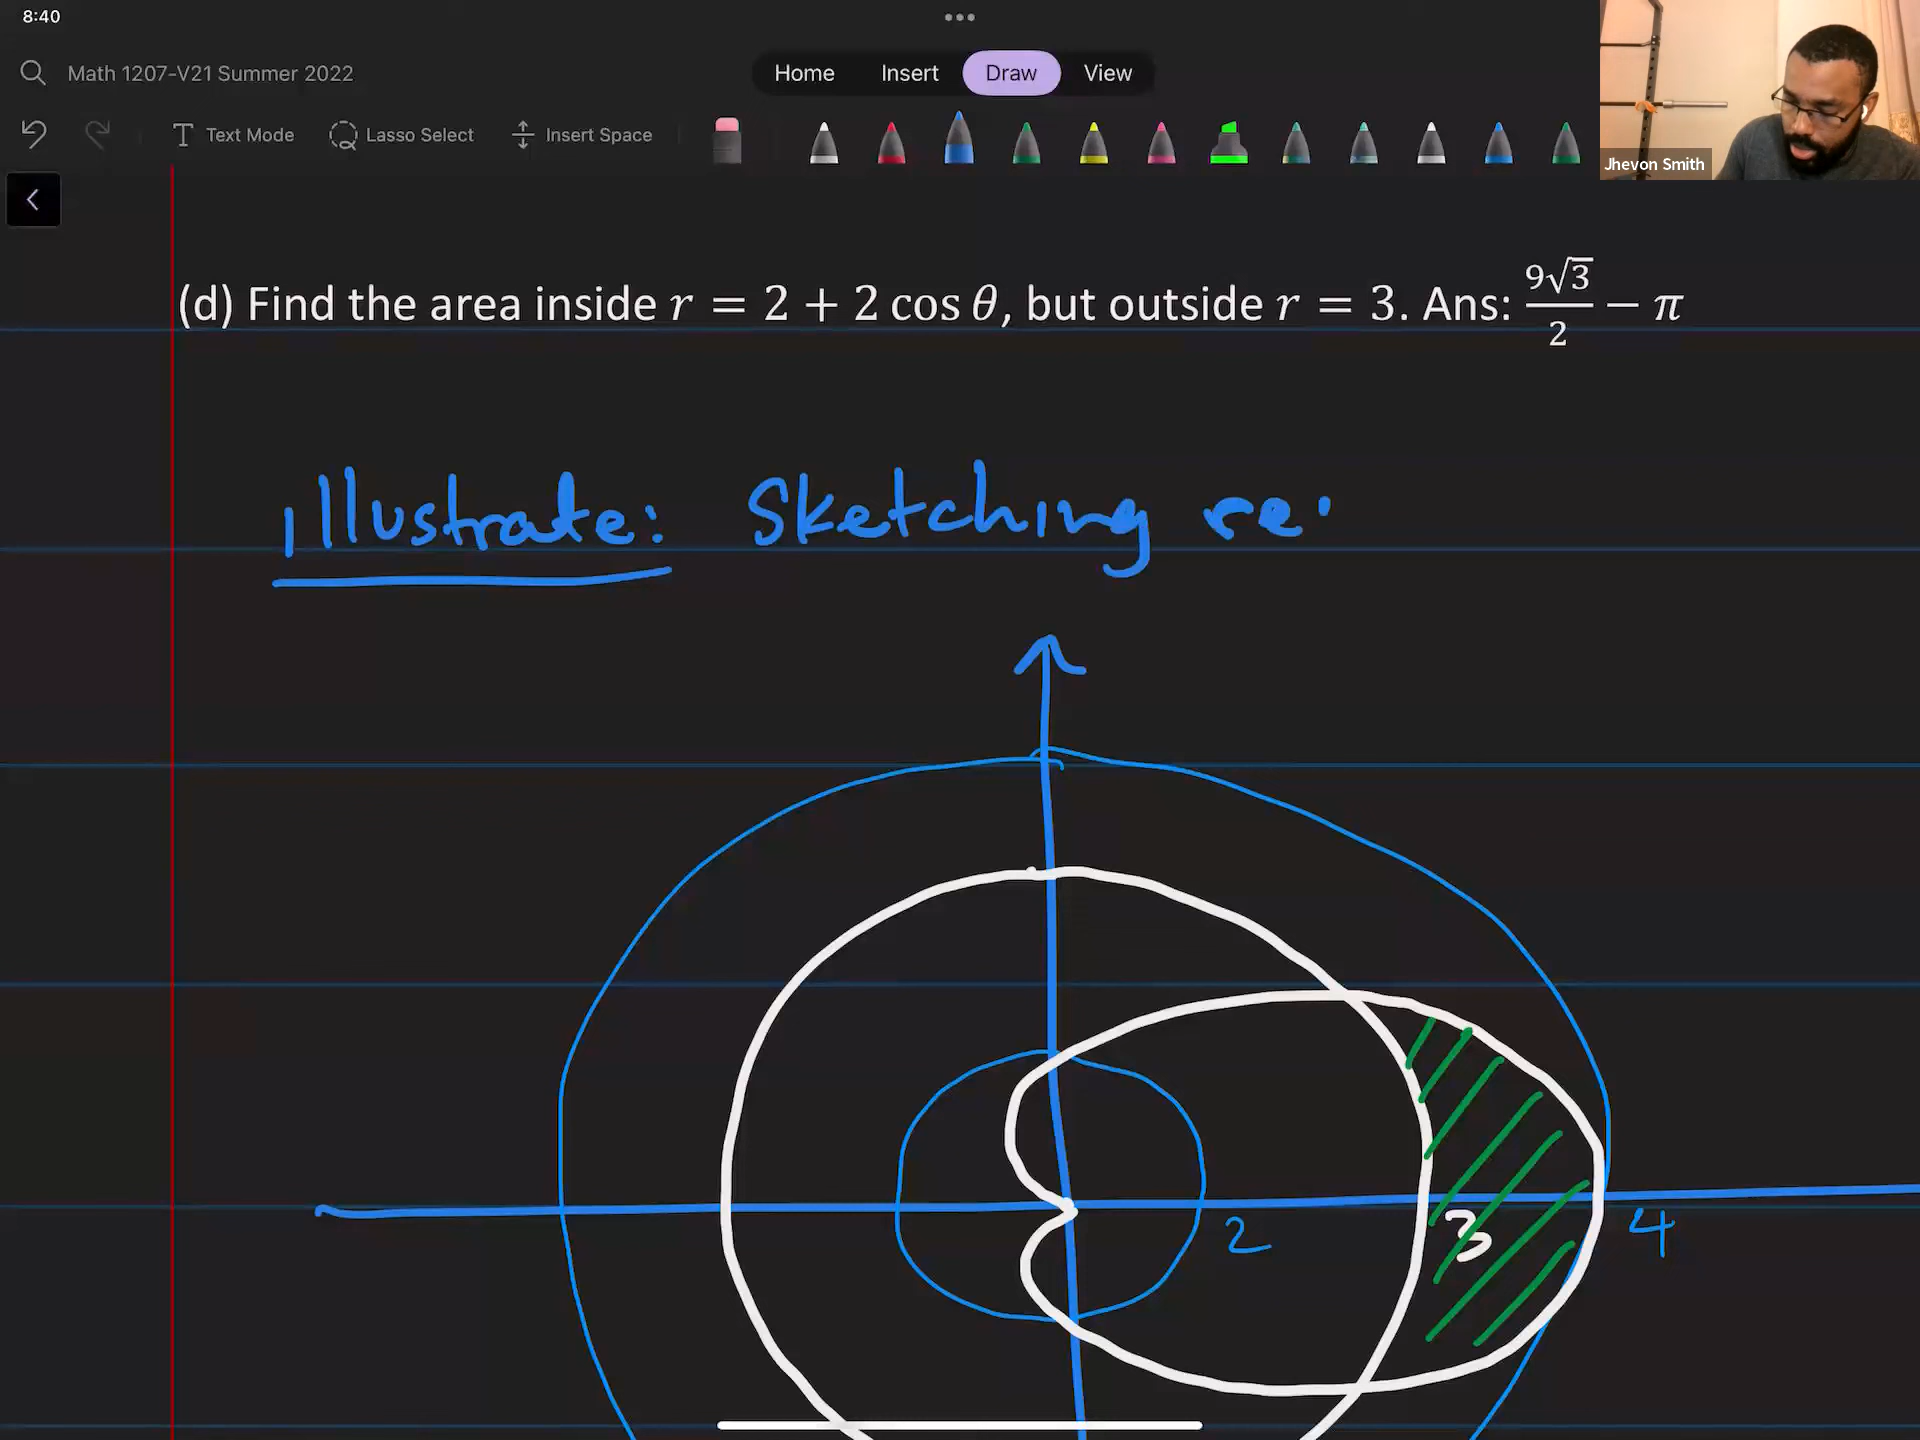 8:40
Math 1207-V21 Summer 2022
Home Insert Draw View
Text Mode Lasso Select Insert Space
Jhevon Smith
(d) Find the area inside r = 2 + 2 cos θ, but outside r = 3. Ans: 9√3/2 − π
Illustrate: Sketching re
2 3 4